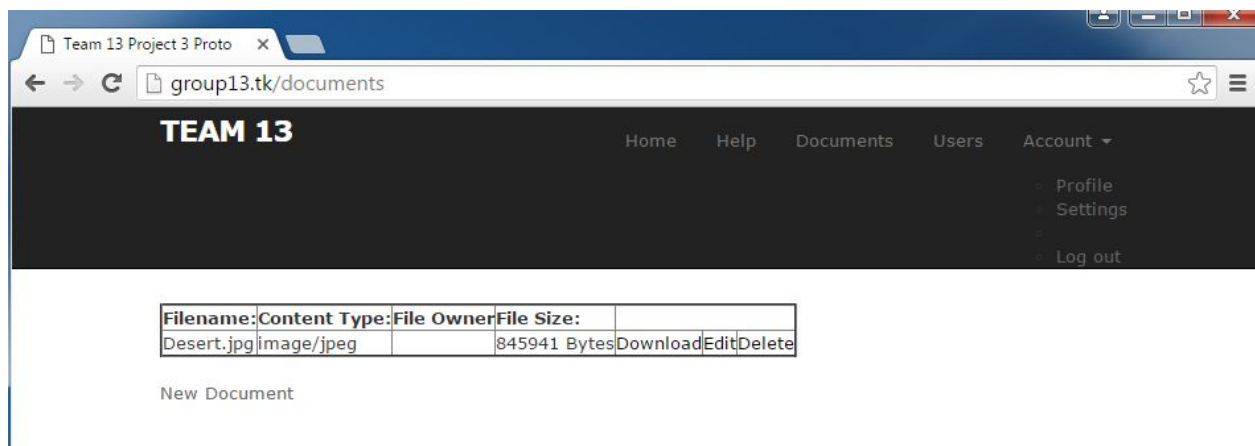 Team 13 Project 3 Proto
group13.tk/documents
TEAM 13 Home Help Documents Users Account
Profile
Settings
Log out
Filename: Content Type: File Owner File Size:
Desert.jpg image/jpeg 845941 Bytes Download Edit Delete
New Document